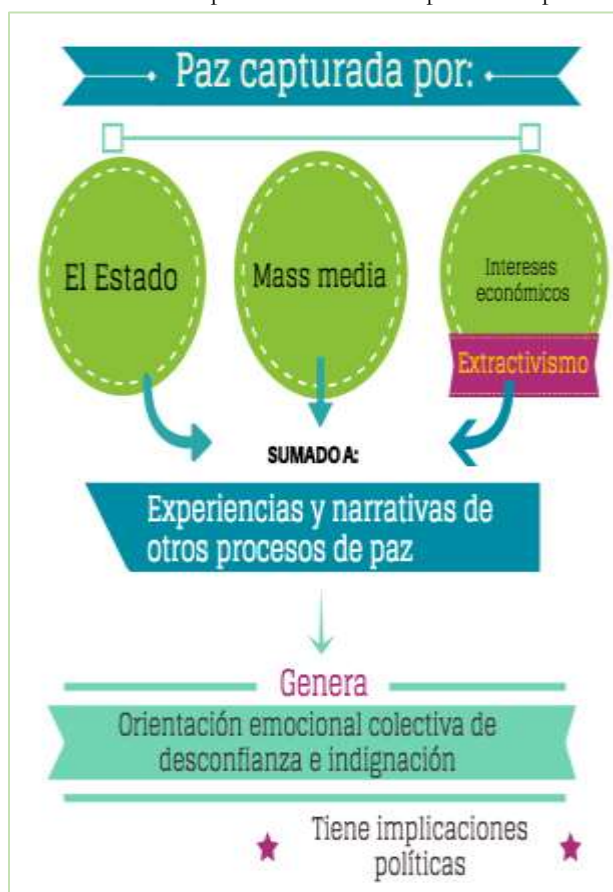 Paz capturada por:
El Estado
Mass media
Intereses
económicos
Extractivismo
SUMADO A:
Experiencias y narrativas de
otros procesos de paz
Genera
Orientación emocional colectiva de
desconfianza e indignación
Tiene implicaciones
políticas